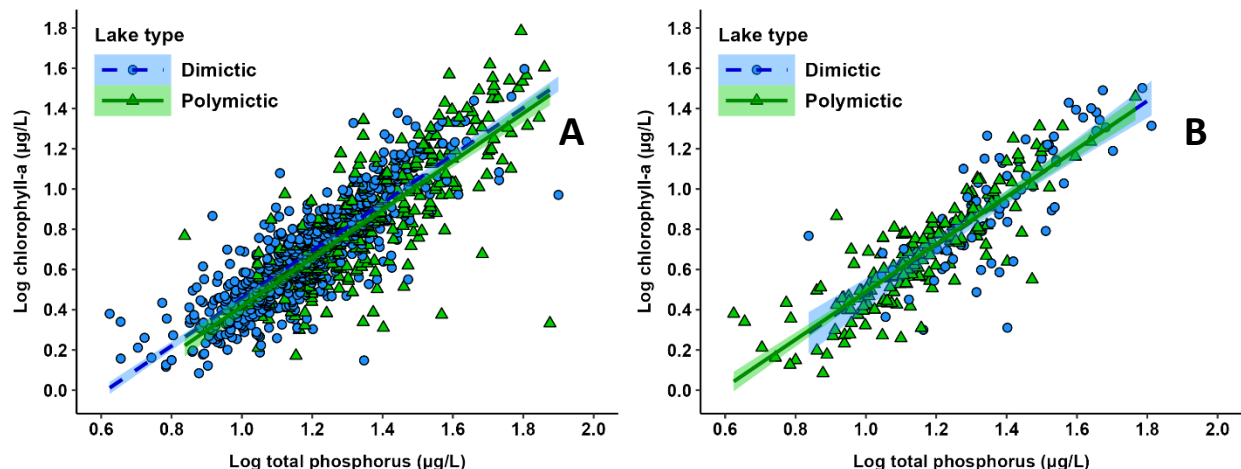 Lake type
Dimictic
Polymictic
A
Log chlorophyll-a (µg/L)
1.8
1.6
1.4
1.2
1.0
0.8
0.6
0.4
0.2
0.0
0.6 0.8 1.0 1.2 1.4 1.6 1.8 2.0
Log total phosphorus (µg/L)
Lake type
Dimictic
Polymictic
B
Log chlorophyll-a (µg/L)
1.8
1.6
1.4
1.2
1.0
0.8
0.6
0.4
0.2
0.0
0.6 0.8 1.0 1.2 1.4 1.6 1.8 2.0
Log total phosphorus (µg/L)